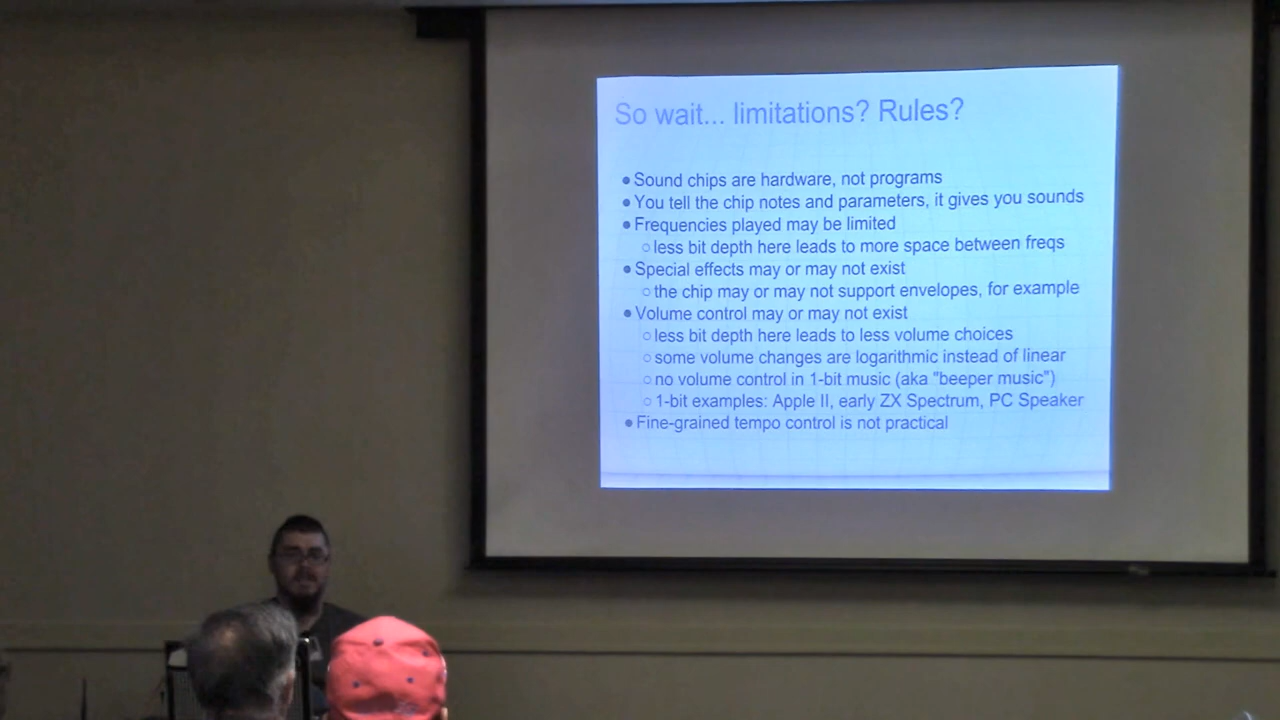 So wait... limitations? Rules?
● Sound chips are hardware, not programs
● You tell the chip notes and parameters, it gives you sounds
● Frequencies played may be limited
○ less bit depth here leads to more space between freqs
● Special effects may or may not exist
○ the chip may or may not support envelopes, for example
● Volume control may or may not exist
○ less bit depth here leads to less volume choices
○ some volume changes are logarithmic instead of linear
○ no volume control in 1-bit music (aka "beeper music")
○ 1-bit examples: Apple II, early ZX Spectrum, PC Speaker
● Fine-grained tempo control is not practical